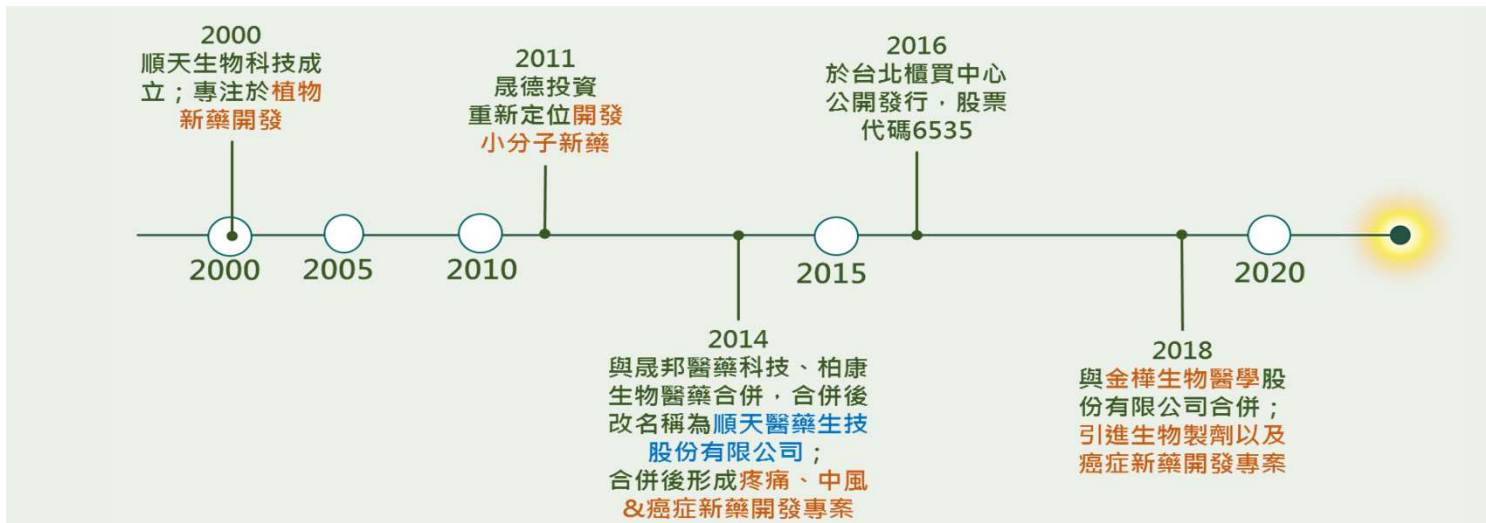 2000
順天生物科技成
立；專注於植物
新藥開發
2011
晟德投資
重新定位開發
小分子新藥
2016
於台北櫃買中心
公開發行，股票
代碼6535
2000
2005
2010
2015
2020
2014
與晟邦醫藥科技、柏康
生物醫藥合併，合併後
改名稱為順天醫藥生技
股份有限公司；
合併後形成疼痛、中風
&癌症新藥開發專案
2018
與金樺生物醫學股
份有限公司合併；
引進生物製劑以及
癌症新藥開發專案